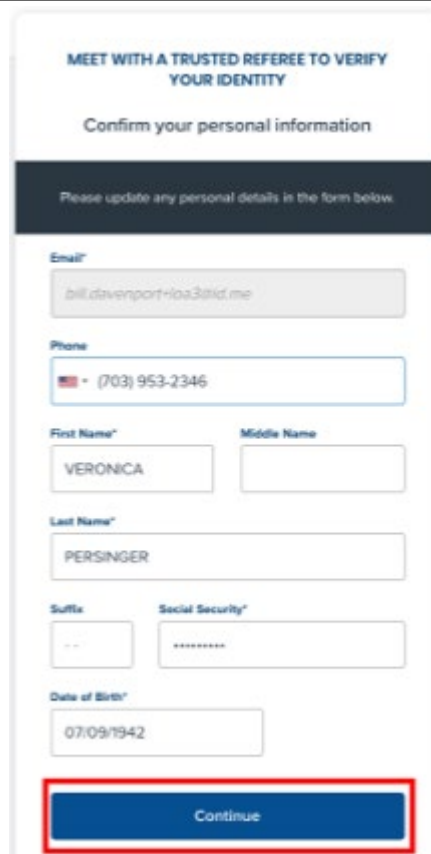 MEET WITH A TRUSTED REFEREE TO VERIFY
YOUR IDENTITY
Confirm your personal information
Please update any personal details in the form below.
Email*
bill.davenport+loa3@id.me
Phone
(703) 953-2346
First Name* Middle Name
VERONICA
Last Name*
PERSINGER
Suffix Social Security*
-- •••••••••
Date of Birth*
07/09/1942
Continue